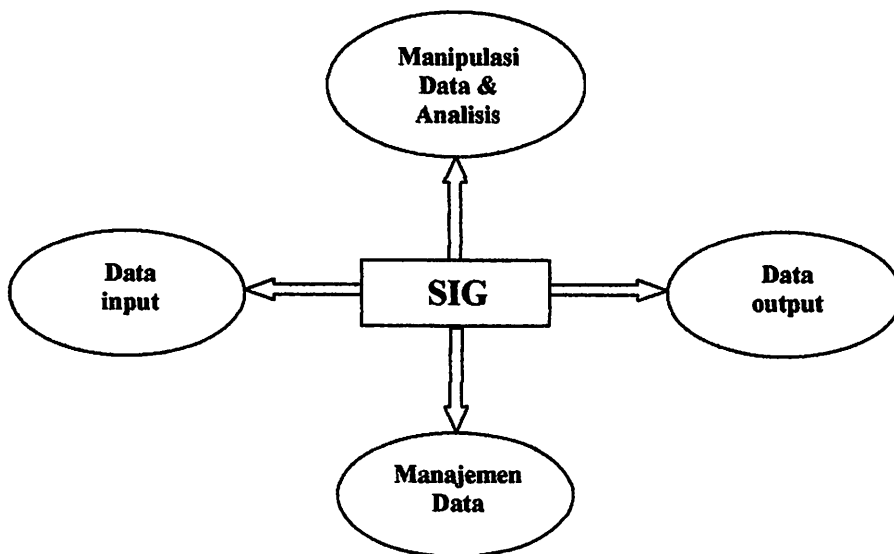 Manipulasi
Data &
Analisis
Data
input
SIG
Data
output
Manajemen
Data